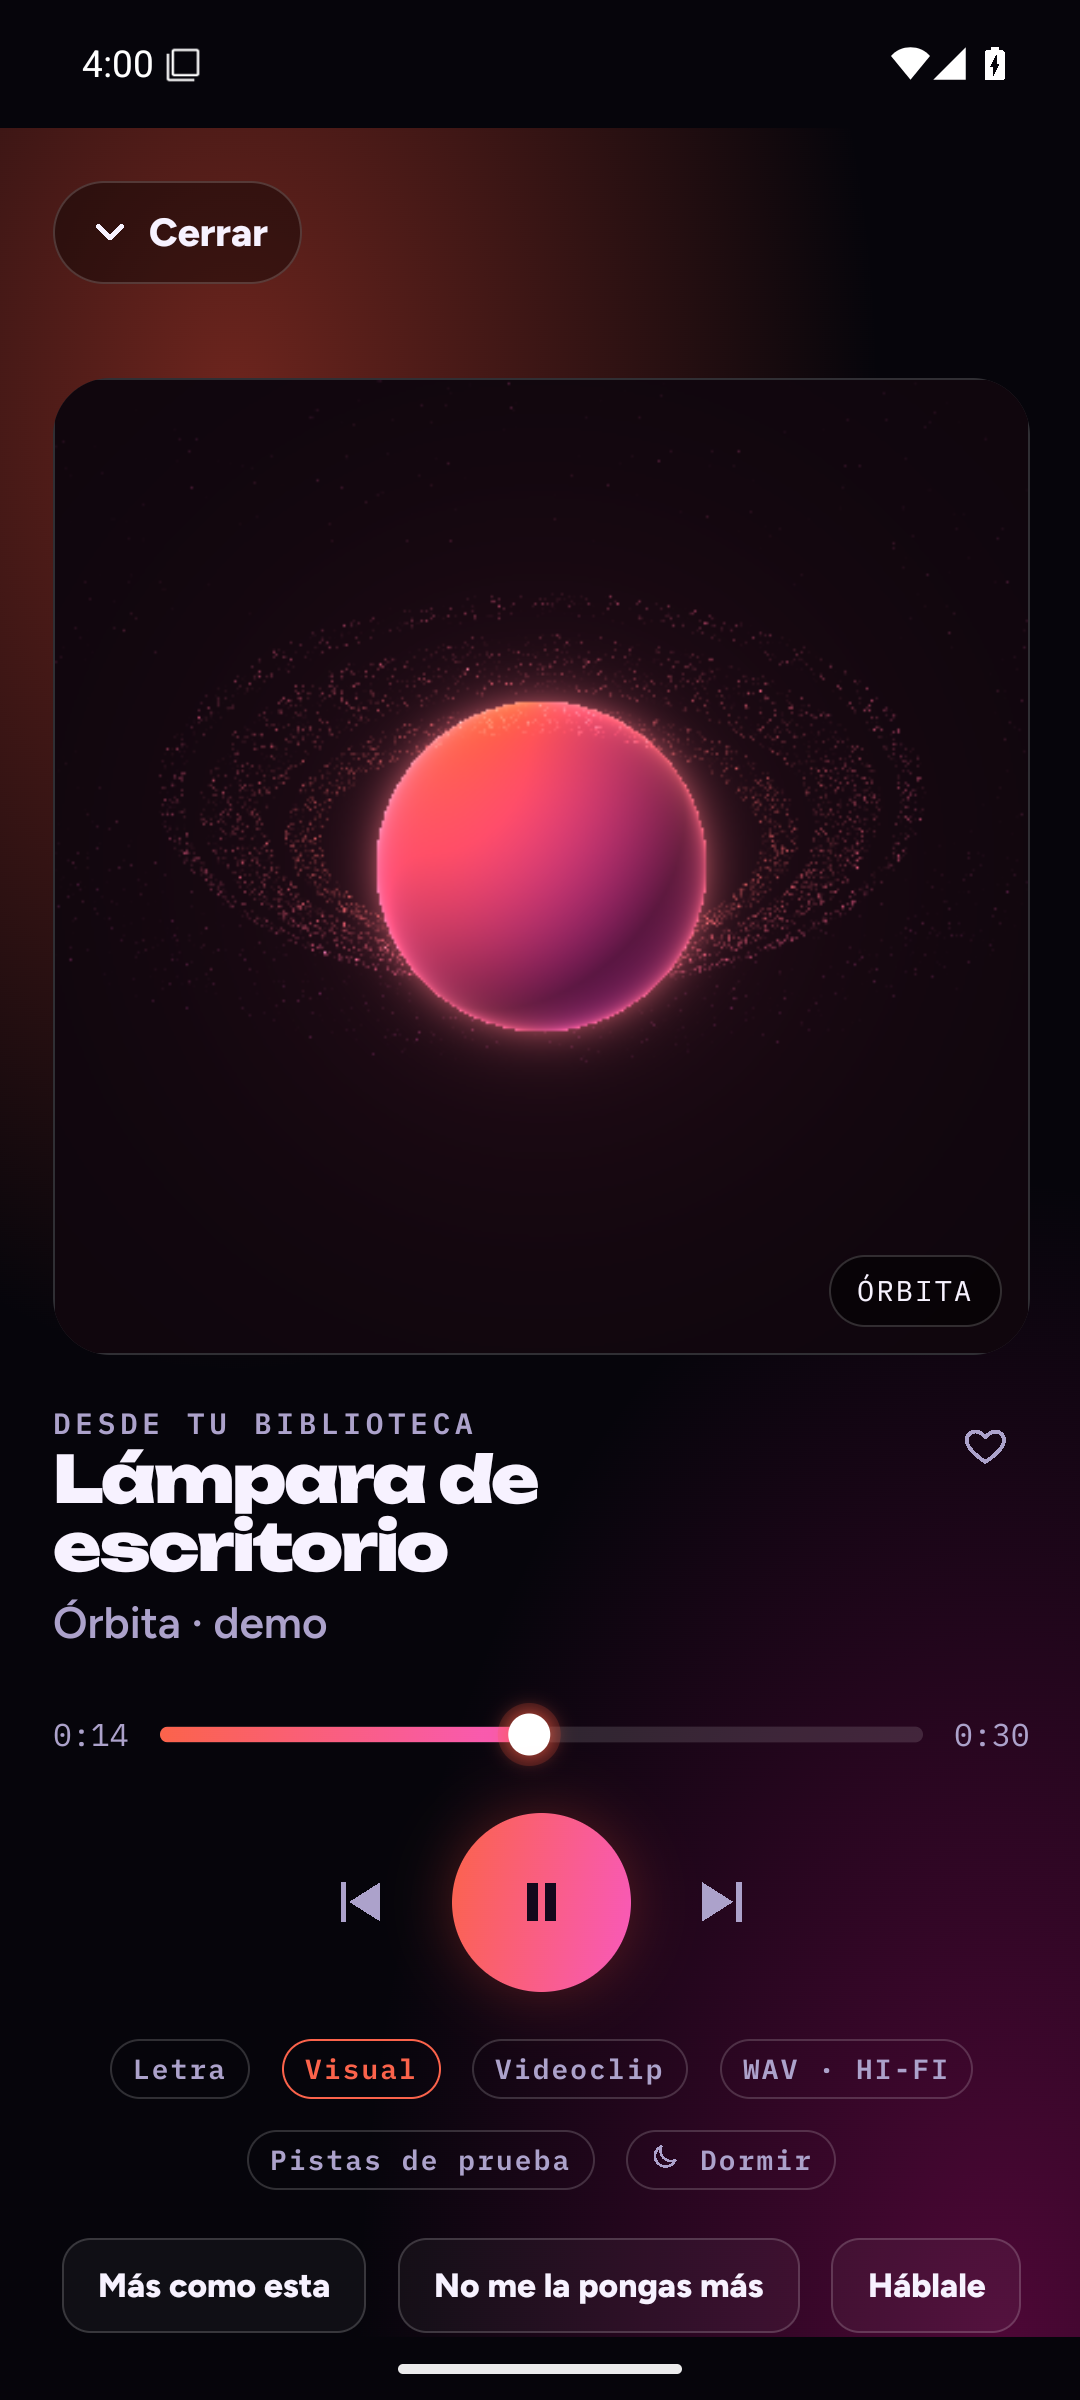 4:00
Cerrar
ÓRBITA
DESDE TU BIBLIOTECA
Lámpara de
escritorio
Órbita · demo
0:14
0:30
Letra
Visual
Videoclip
WAV · HI-FI
Pistas de prueba
Dormir
Más como esta
No me la pongas más
Háblale